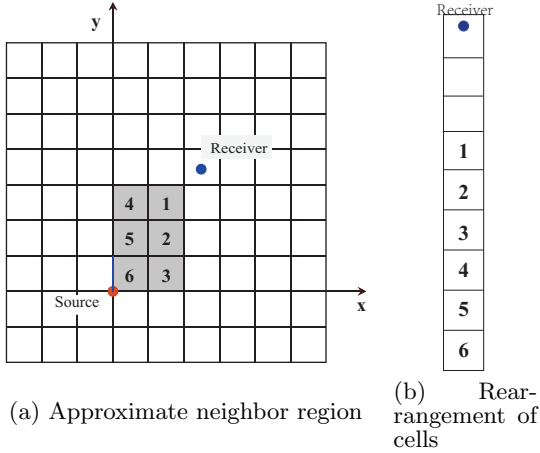 y
Receiver
4 1
5 2
6 3
Source
x
(a) Approximate neighbor region
Receiver
1
2
3
4
5
6
(b) Rear-
rangement of
cells